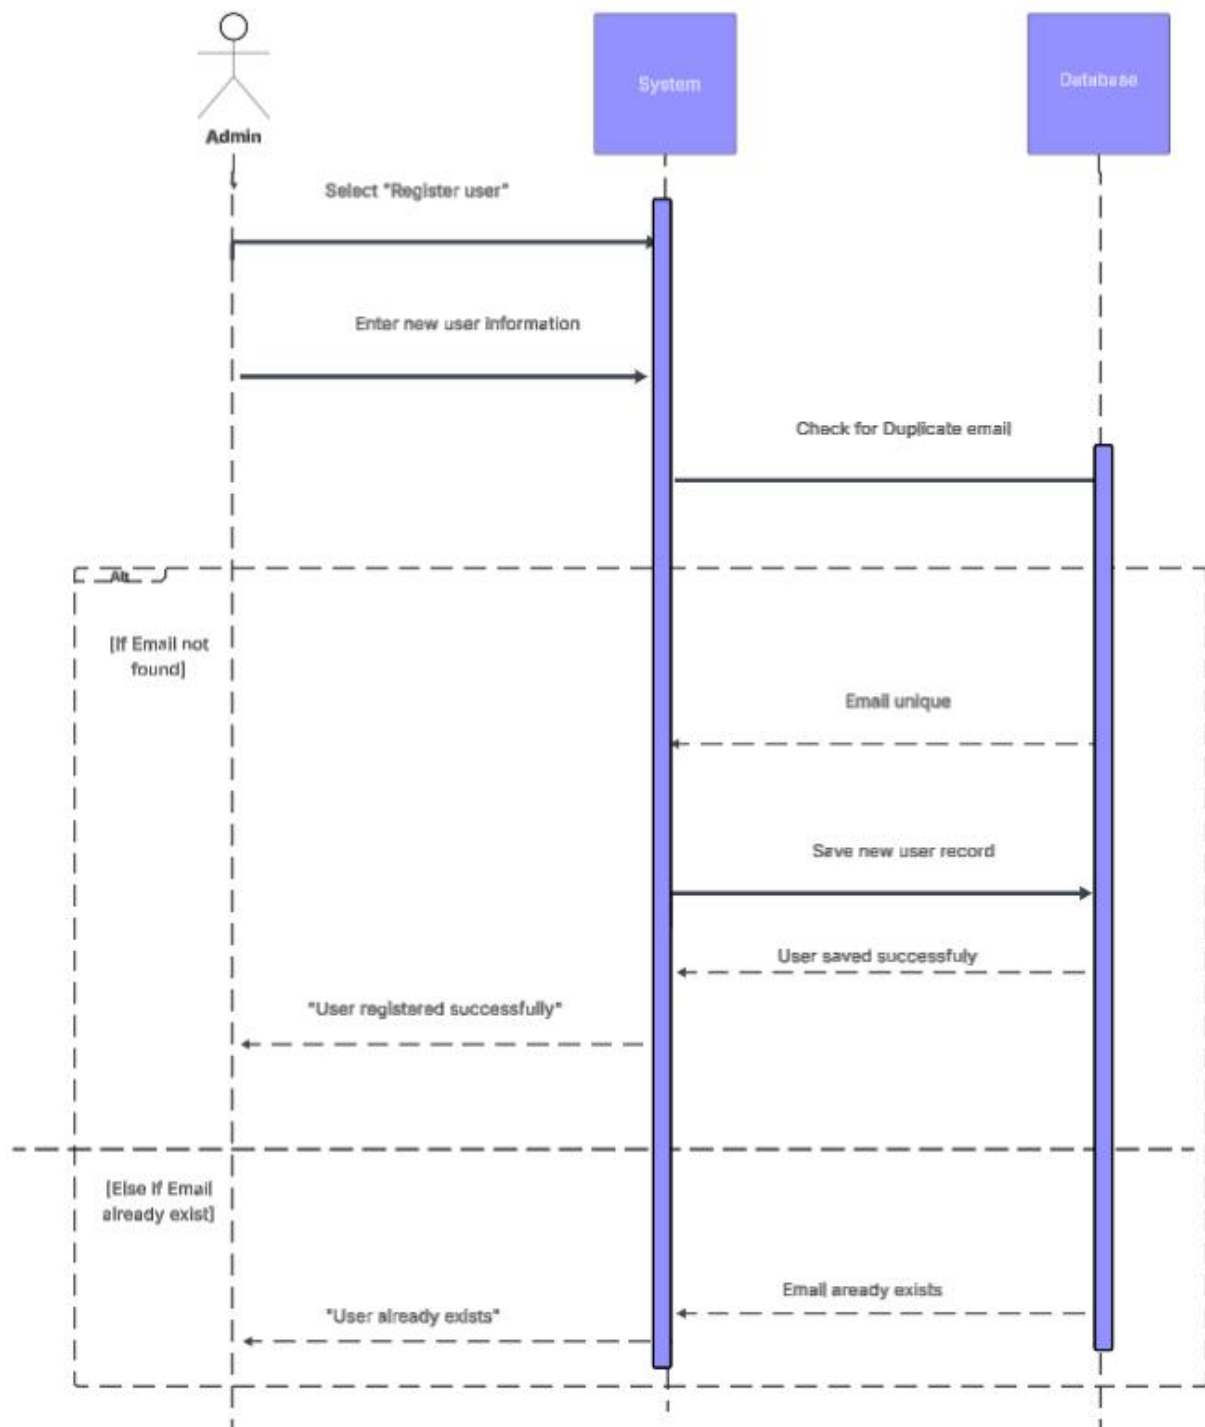 System
Database
Admin
Select "Register user"
Enter new user information
Check for Duplicate email
Alt
[If Email not
found]
Email unique
Save new user record
User saved successfuly
"User registered successfully"
[Else If Email
already exist]
Email aready exists
"User already exists"